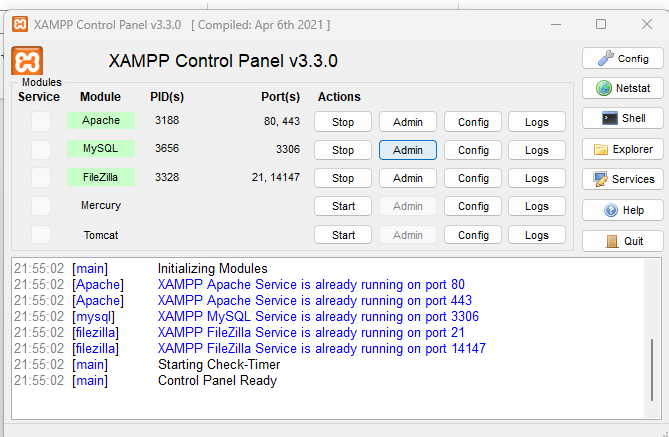 XAMPP Control Panel v3.3.0 [ Compiled: Apr 6th 2021 ]
XAMPP Control Panel v3.3.0
Config
Modules
Service Module PID(s) Port(s) Actions
Netstat
Apache 3188 80, 443 Stop Admin Config Logs
Shell
MySQL 3656 3306 Stop Admin Config Logs
Explorer
FileZilla 3328 21, 14147 Stop Admin Config Logs
Services
Mercury Start Admin Config Logs
Help
Tomcat Start Admin Config Logs
Quit
21:55:02 [main] Initializing Modules
21:55:02 [Apache] XAMPP Apache Service is already running on port 80
21:55:02 [Apache] XAMPP Apache Service is already running on port 443
21:55:02 [mysql] XAMPP MySQL Service is already running on port 3306
21:55:02 [filezilla] XAMPP FileZilla Service is already running on port 21
21:55:02 [filezilla] XAMPP FileZilla Service is already running on port 14147
21:55:02 [main] Starting Check-Timer
21:55:02 [main] Control Panel Ready